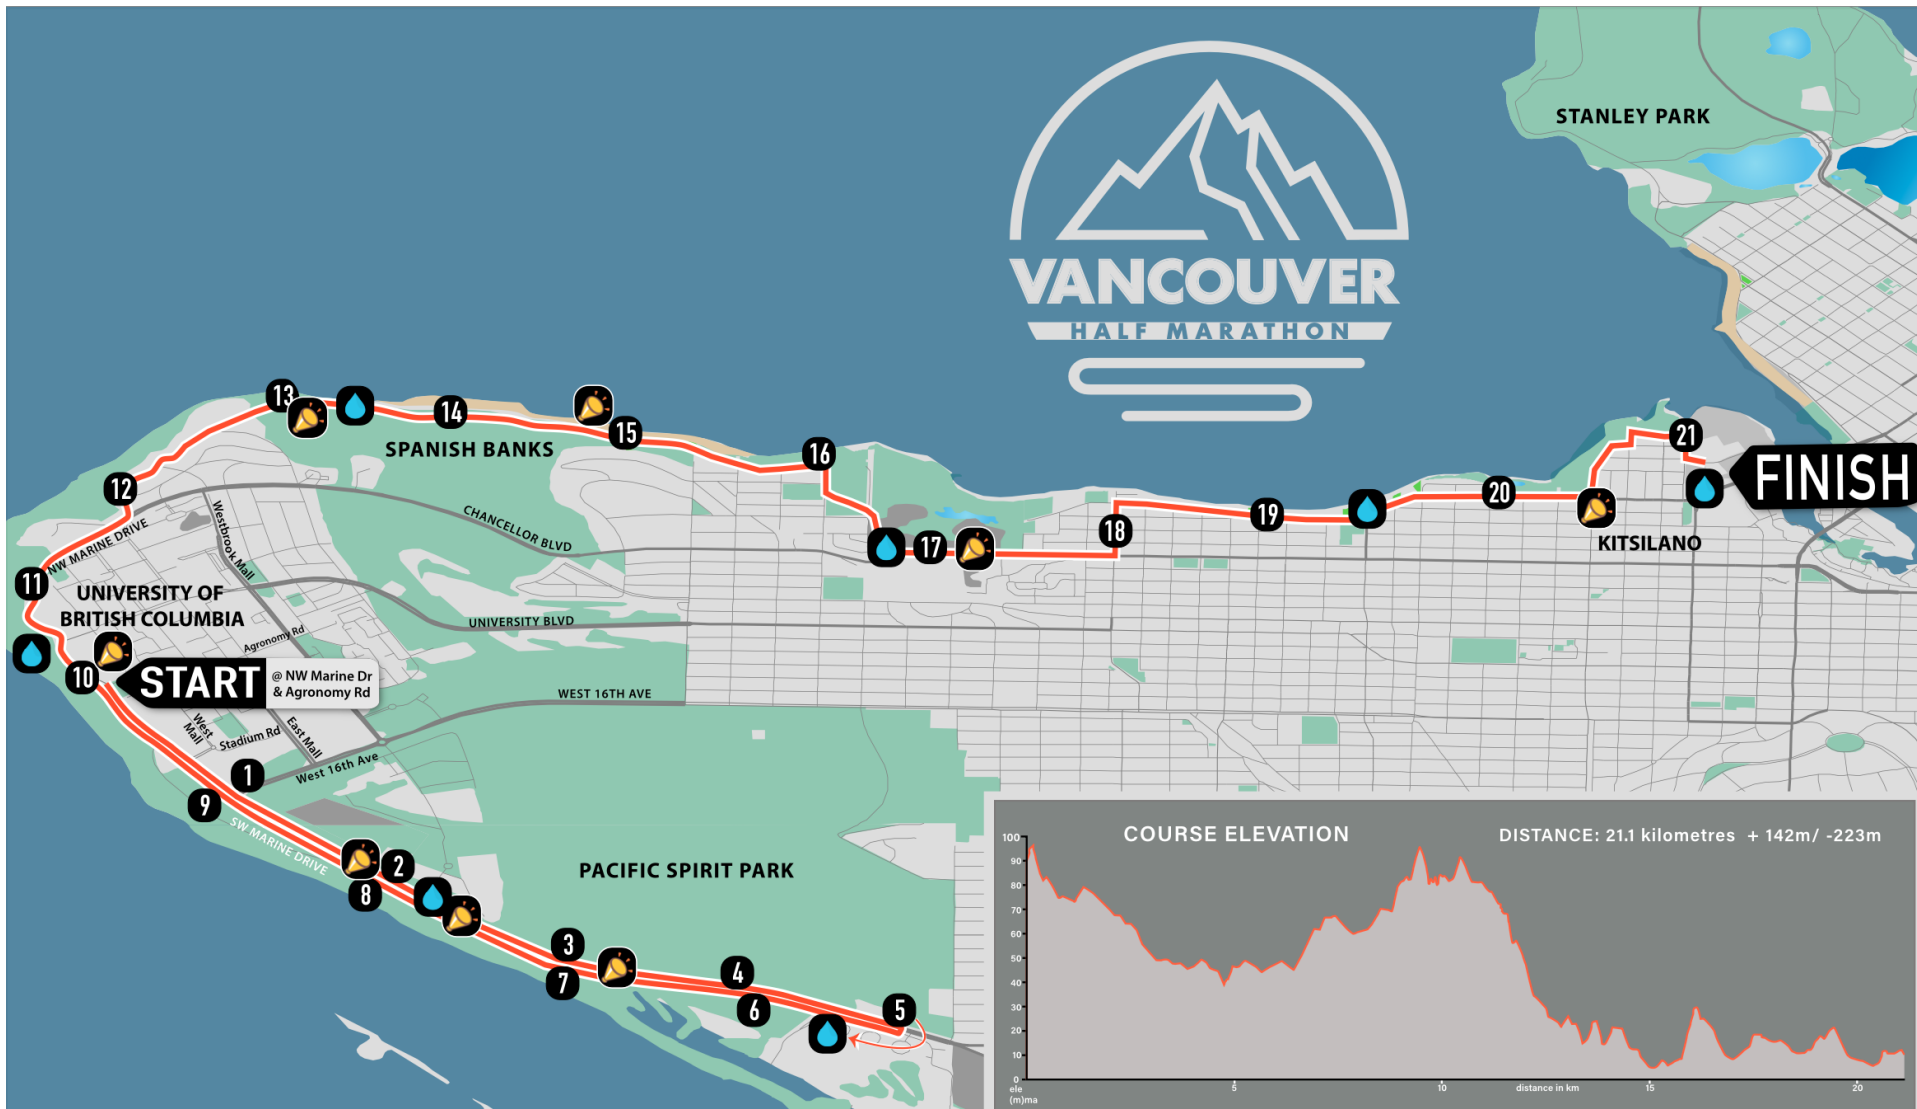 STANLEY PARK
VANCOUVER
HALF MARATHON
13
14
SPANISH BANKS
15
16
12
NW MARINE DRIVE
Westbrook Mall
CHANCELLOR BLVD
17
18
19
20
21
FINISH
KITSILANO
11
UNIVERSITY OF
BRITISH COLUMBIA
Agronomy Rd
UNIVERSITY BLVD
10
START
@ NW Marine Dr
& Agronomy Rd
WEST 16TH AVE
West
Mall
Stadium Rd
East Mall
West 16th Ave
1
9
SW MARINE DRIVE
2
8
PACIFIC SPIRIT PARK
3
7
4
6
5
COURSE ELEVATION
DISTANCE: 21.1 kilometres + 142m/ -223m
100
90
80
70
60
50
40
30
20
10
0
ele
(m)ma
5
10
distance in km
15
20